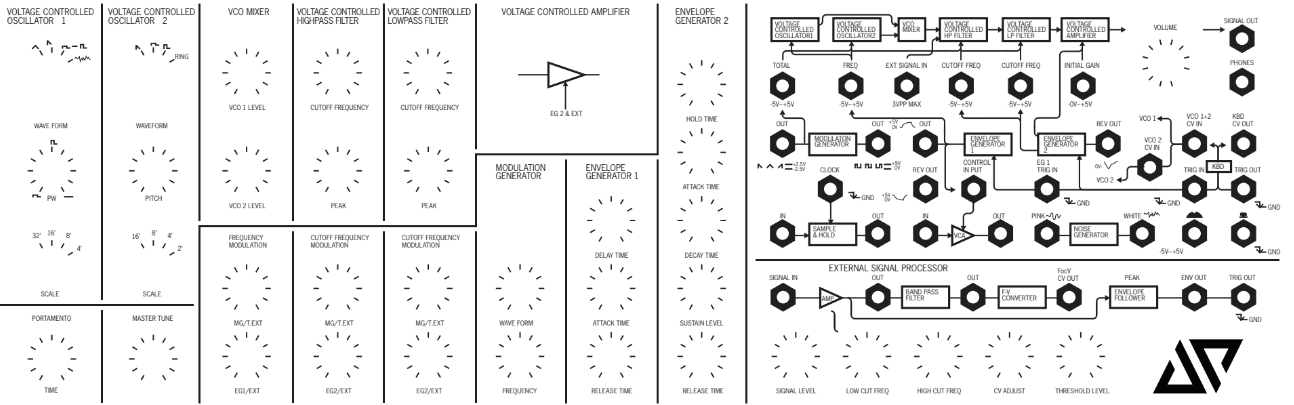 VOLTAGE CONTROLLED
OSCILLATOR 1
VOLTAGE CONTROLLED
OSCILLATOR 2
VCO MIXER
VOLTAGE CONTROLLED
HIGHPASS FILTER
VOLTAGE CONTROLLED
LOWPASS FILTER
VOLTAGE CONTROLLED AMPLIFIER
ENVELOPE
GENERATOR 2
RING
WAVE FORM
WAVEFORM
VCO 1 LEVEL
CUTOFF FREQUENCY
CUTOFF FREQUENCY
EG 2 & EXT
HOLD TIME
PW
PITCH
VCO 2 LEVEL
PEAK
PEAK
MODULATION
GENERATOR
ENVELOPE
GENERATOR 1
ATTACK TIME
32' 16' 8' 4'
16' 8' 4' 2'
SCALE
SCALE
FREQUENCY
MODULATION
CUTOFF FREQUENCY
MODULATION
CUTOFF FREQUENCY
MODULATION
DELAY TIME
DECAY TIME
PORTAMENTO
MASTER TUNE
MG/T.EXT
MG/T.EXT
MG/T.EXT
WAVE FORM
ATTACK TIME
SUSTAIN LEVEL
TIME
EG1/EXT
EG2/EXT
EG2/EXT
FREQUENCY
RELEASE TIME
RELEASE TIME
VOLTAGE
CONTROLLED
OSCILLATOR1
VOLTAGE
CONTROLLED
OSCILLATOR2
VCO
MIXER
VOLTAGE
CONTROLLED
HP FILTER
VOLTAGE
CONTROLLED
LP FILTER
VOLTAGE
CONTROLLED
AMPLIFIER
VOLUME
SIGNAL OUT
PHONES
TOTAL
FREQ
EXT SIGNAL IN
CUTOFF FREQ
CUTOFF FREQ
INITIAL GAIN
-5V~+5V
-5V~+5V
3VPP MAX
-5V~+5V
-5V~+5V
-0V~+5V
OUT
MODULATON
GENERATOR
OUT
+5V
0V
OUT
ENVELOPE
GENERATOR
1
ENVELOPE
GENERATOR
2
REV OUT
0V-
VCO 1
VCO 2
CV IN
VCO 2
VCO 1+2
CV IN
KBD
CV OUT
KBD
+2.5V
-2.5V
+5V
0V
CLOCK
GND
+5V
0V
REV OUT
CONTROL
IN PUT
EG 1
TRIG IN
GND
TRIG IN
GND
TRIG OUT
GND
IN
SAMPLE
& HOLD
OUT
IN
VCA
OUT
PINK
NOISE
GENERATOR
WHITE
-5V~+5V
GND
EXTERNAL SIGNAL PROCESSOR
SIGNAL IN
AMP
OUT
BAND PASS
FILTER
OUT
F-V
CONVERTER
FocV
CV OUT
PEAK
ENVELOPE
FOLLOWER
ENV OUT
TRIG OUT
GND
SIGNAL LEVEL
LOW CUT FREQ
HIGH CUT FREQ
CV ADJUST
THRESHOLD LEVEL